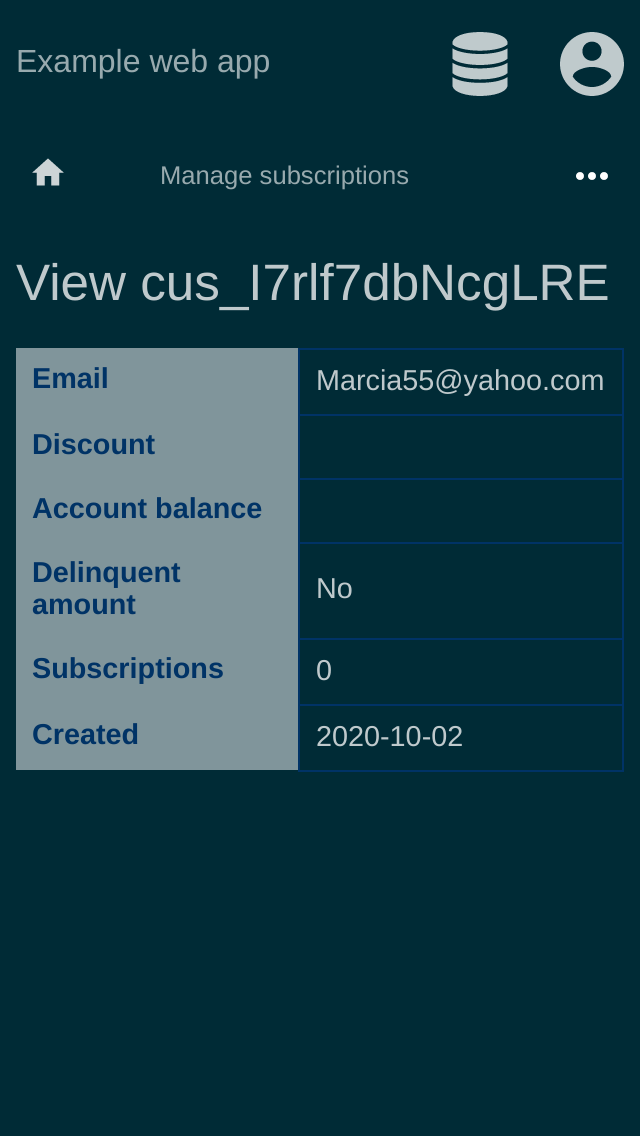 Example web app
Manage subscriptions
View cus_I7rlf7dbNcgLRE
Email Marcia55@yahoo.com
Discount
Account balance
Delinquent
amount No
Subscriptions 0
Created 2020-10-02